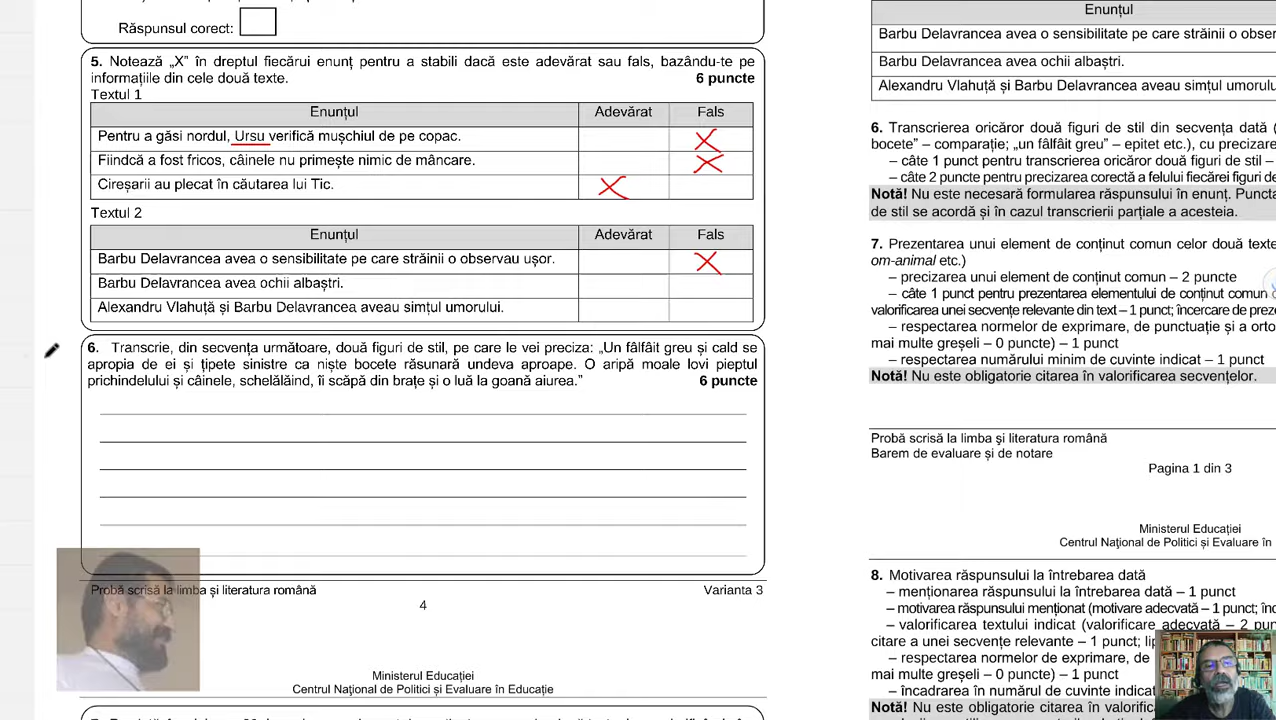 Răspunsul corect:
5. Notează „X” în dreptul fiecărui enunț pentru a stabili dacă este adevărat sau fals, bazându-te pe
informațiile din cele două texte. 6 puncte
Textul 1
Enunțul Adevărat Fals
Pentru a găsi nordul, Ursu verifică mușchiul de pe copac. X
Fiindcă a fost fricos, câinele nu primește nimic de mâncare. X
Cireșarii au plecat în căutarea lui Tic. X
Textul 2
Enunțul Adevărat Fals
Barbu Delavrancea avea o sensibilitate pe care străinii o observau ușor. X
Barbu Delavrancea avea ochii albaștri.
Alexandru Vlahuță și Barbu Delavrancea aveau simțul umorului.
6. Transcrie, din secvența următoare, două figuri de stil, pe care le vei preciza: „Un fâlfâit greu și cald se
apropia de ei și țipete sinistre ca niște bocete răsunară undeva aproape. O aripă moale lovi pieptul
prichindelului și câinele, schelălăind, îi scăpă din brațe și o luă la goană aiurea.” 6 puncte
Probă scrisă la limba și literatura română Varianta 3
4
Ministerul Educației
Centrul Național de Politici și Evaluare în Educație
Enunțul
Barbu Delavrancea avea o sensibilitate pe care străinii o
Barbu Delavrancea avea ochii albaștri.
Alexandru Vlahuță și Barbu Delavrancea aveau simțul
6. Transcrierea oricăror două figuri de stil din secvența dată
bocete” – comparație; „un fâlfâit greu” – epitet etc.), cu
– câte 1 punct pentru transcrierea oricăror două figuri de stil –
– câte 2 puncte pentru precizarea corectă a felului fiecărei figuri de
Notă! Nu este necesară formularea răspunsului în enunț.
de stil se acordă și în cazul transcrierii parțiale a acesteia.
7. Prezentarea unui element de conținut comun celor două texte
om-animal etc.)
– precizarea unui element de conținut comun – 2 puncte
– câte 1 punct pentru prezentarea elementului de conținut comun
valorificarea unei secvențe relevante din text – 1 punct; încercare de
– respectarea normelor de exprimare, de punctuație și a
mai multe greșeli – 0 puncte) – 1 punct
– respectarea numărului minim de cuvinte indicat – 1 punct
Notă! Nu este obligatorie citarea în valorificarea secvențelor.
Probă scrisă la limba și literatura română
Barem de evaluare și de notare
Pagina 1 din 3
Ministerul Educației
Centrul Național de Politici și Evaluare în
8. Motivarea răspunsului la întrebarea dată
– menționarea răspunsului la întrebarea dată – 1 punct
– motivarea răspunsului menționat (motivare adecvată – 1 punct;
– valorificarea textului indicat (valorificare adecvată – 2
citare a unei secvențe relevante – 1 punct;
– respectarea normelor de exprimare, de
mai multe greșeli – 0 puncte) – 1 punct
– încadrarea în numărul de cuvinte
Notă! Nu este obligatorie citarea în